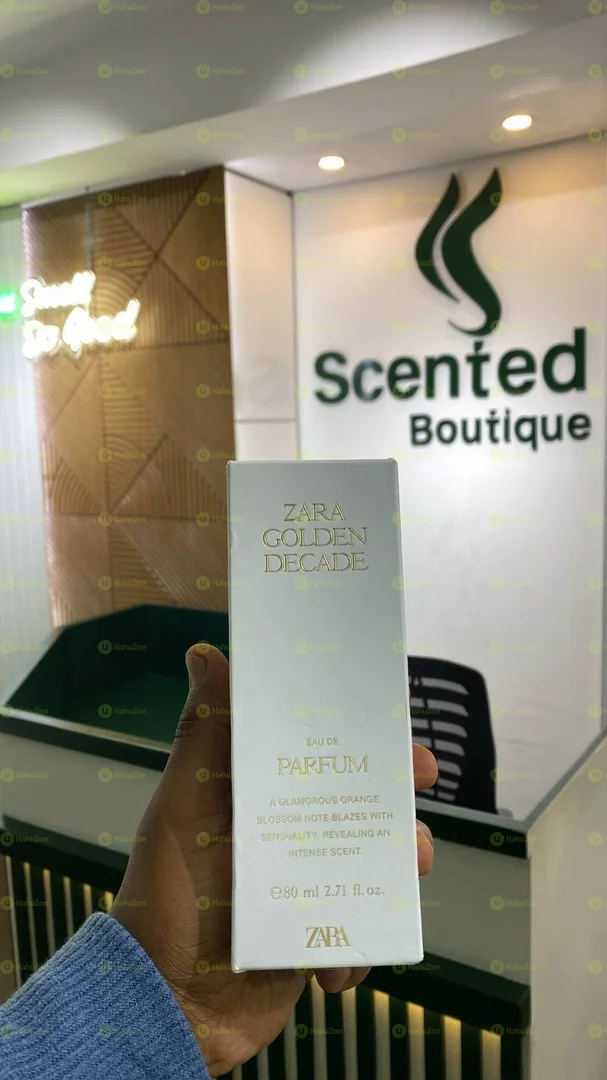 Smell
So Good
Scented
Boutique
ZARA
GOLDEN
DECADE
EAU DE
PARFUM
A GLAMOROUS ORANGE
BLOSSOM NOTE BLAZES WITH
SENSUALITY, REVEALING AN
INTENSE SCENT.
℮80 ml 2.71 fl. oz.
ZARA
HahuZon